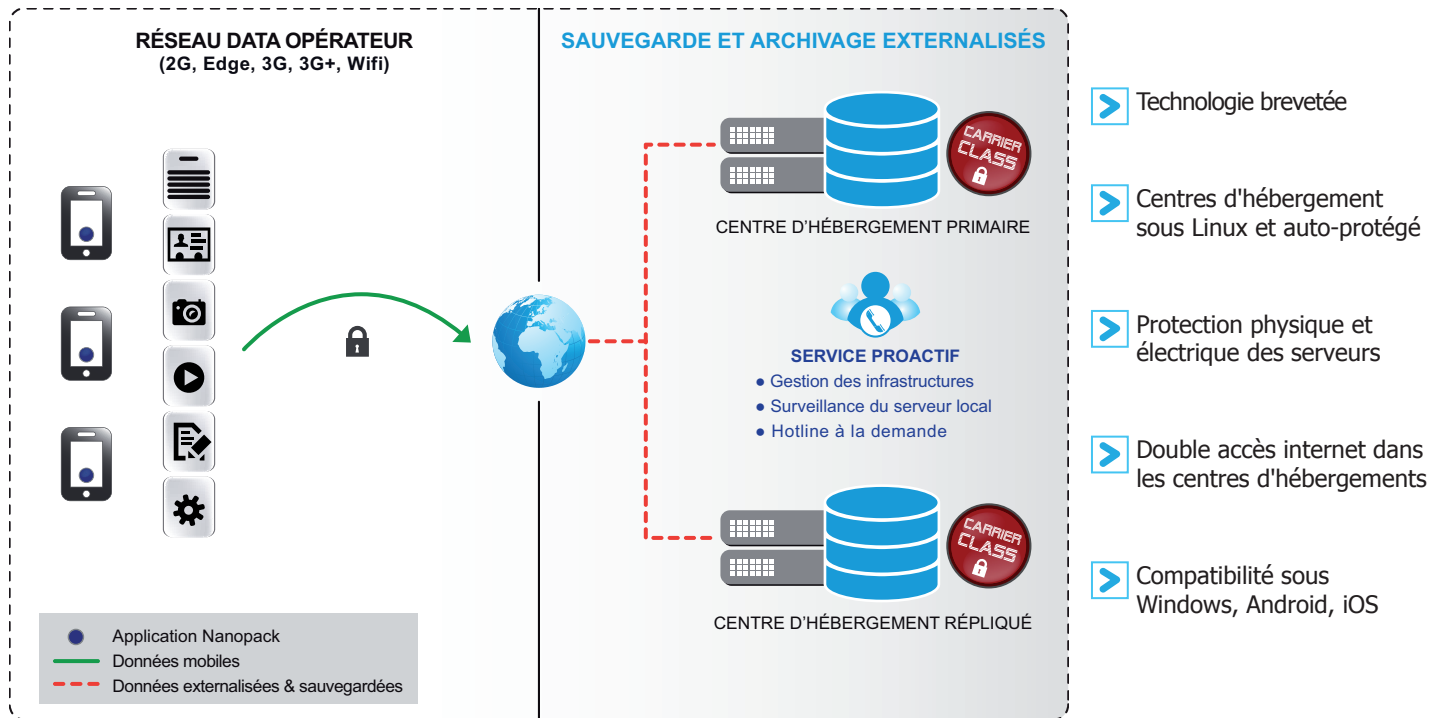 RÉSEAU DATA OPÉRATEUR
(2G, Edge, 3G, 3G+, Wifi)
SAUVEGARDE ET ARCHIVAGE EXTERNALISÉS
CARRIER
CLASS
CENTRE D'HÉBERGEMENT PRIMAIRE
SERVICE PROACTIF
● Gestion des infrastructures
● Surveillance du serveur local
● Hotline à la demande
CARRIER
CLASS
CENTRE D'HÉBERGEMENT RÉPLIQUÉ
Application Nanopack
Données mobiles
Données externalisées & sauvegardées
Technologie brevetée
Centres d'hébergement
sous Linux et auto-protégé
Protection physique et
électrique des serveurs
Double accès internet dans
les centres d'hébergements
Compatibilité sous
Windows, Android, iOS